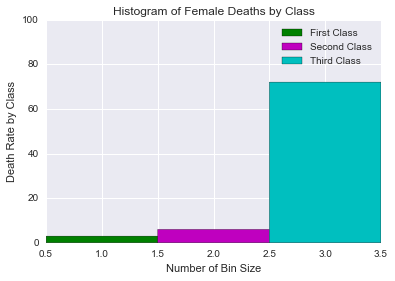 Histogram of Female Deaths by Class
100
80
60
40
20
0
Death Rate by Class
First Class
Second Class
Third Class
0.5 1.0 1.5 2.0 2.5 3.0 3.5
Number of Bin Size